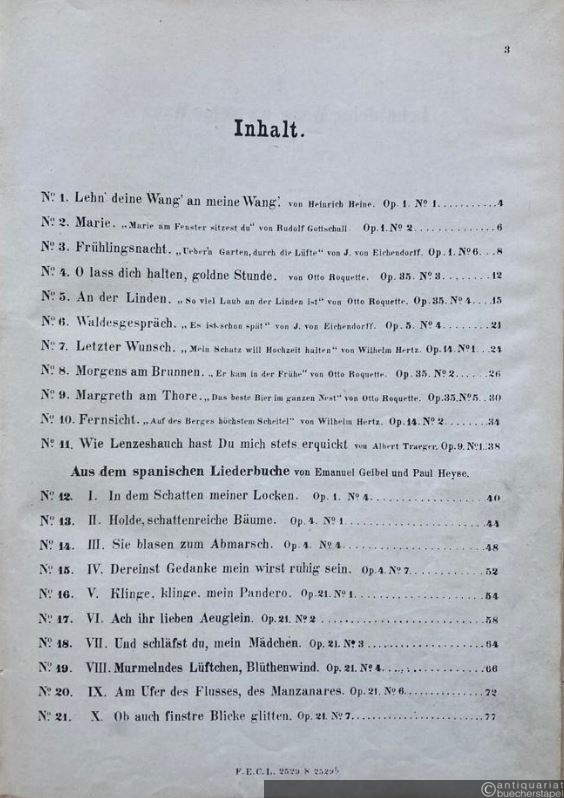 3
Inhalt.
No. 1. Lehn' deine Wang' an meine Wang'. von Heinrich Heine. Op. 1. No 1..........4
No. 2. Marie. „Marie am Fenster sitzest du" von Rudolf Gottschall. Op. 1. No 2..............6
No. 3. Frühlingsnacht. „Ueber'n Garten, durch die Lüfte" von J. von Eichendorff. Op. 1. No 6...8
No. 4. O lass dich halten, goldne Stunde. von Otto Roquette. Op. 35. No 3..........12
No. 5. An der Linden. „So viel Laub an der Linden ist" von Otto Roquette. Op. 35. No 4....15
No. 6. Waldesgespräch. „Es ist schon spät" von J. von Eichendorff. Op. 5. No 4........21
No. 7. Letzter Wunsch. „Mein Schatz will Hochzeit halten" von Wilhelm Hertz. Op. 14. No 1...24
No. 8. Morgens am Brunnen. „Er kam in der Frühe" von Otto Roquette. Op. 35. No 2.......26
No. 9. Margreth am Thore. „Das beste Bier im ganzen Nest" von Otto Roquette. Op. 35. No 5..30
No. 10. Fernsicht. „Auf des Berges höchstem Scheitel" von Wilhelm Hertz. Op. 14. No 2.......34
No. 11. Wie Lenzeshauch hast Du mich stets erquickt von Albert Traeger. Op. 9. No 1..38
Aus dem spanischen Liederbuche von Emanuel Geibel und Paul Heyse.
No. 12. I. In dem Schatten meiner Locken. Op. 1. No 4................40
No. 13. II. Holde, schattenreiche Bäume. Op. 4. No 1...................44
No. 14. III. Sie blasen zum Abmarsch. Op. 4. No 4...................48
No. 15. IV. Dereinst Gedanke mein wirst ruhig sein. Op. 4. No 7............52
No. 16. V. Klinge, klinge, mein Pandero. Op. 21. No 1..................54
No. 17. VI. Ach ihr lieben Aeuglein. Op. 21. No 2......................58
No. 18. VII. Und schläfst du, mein Mädchen. Op. 21. No 3................64
No. 19. VIII. Murmelndes Lüftchen, Blüthenwind. Op. 21. No 4..............66
No. 20. IX. Am Ufer des Flusses, des Manzanares. Op. 21. No 6...........72
No. 21. X. Ob auch finstre Blicke glitten. Op. 21. No 7..................77
F.E.C.L. 2529 & 2529b
antiquariat
buecherstapel